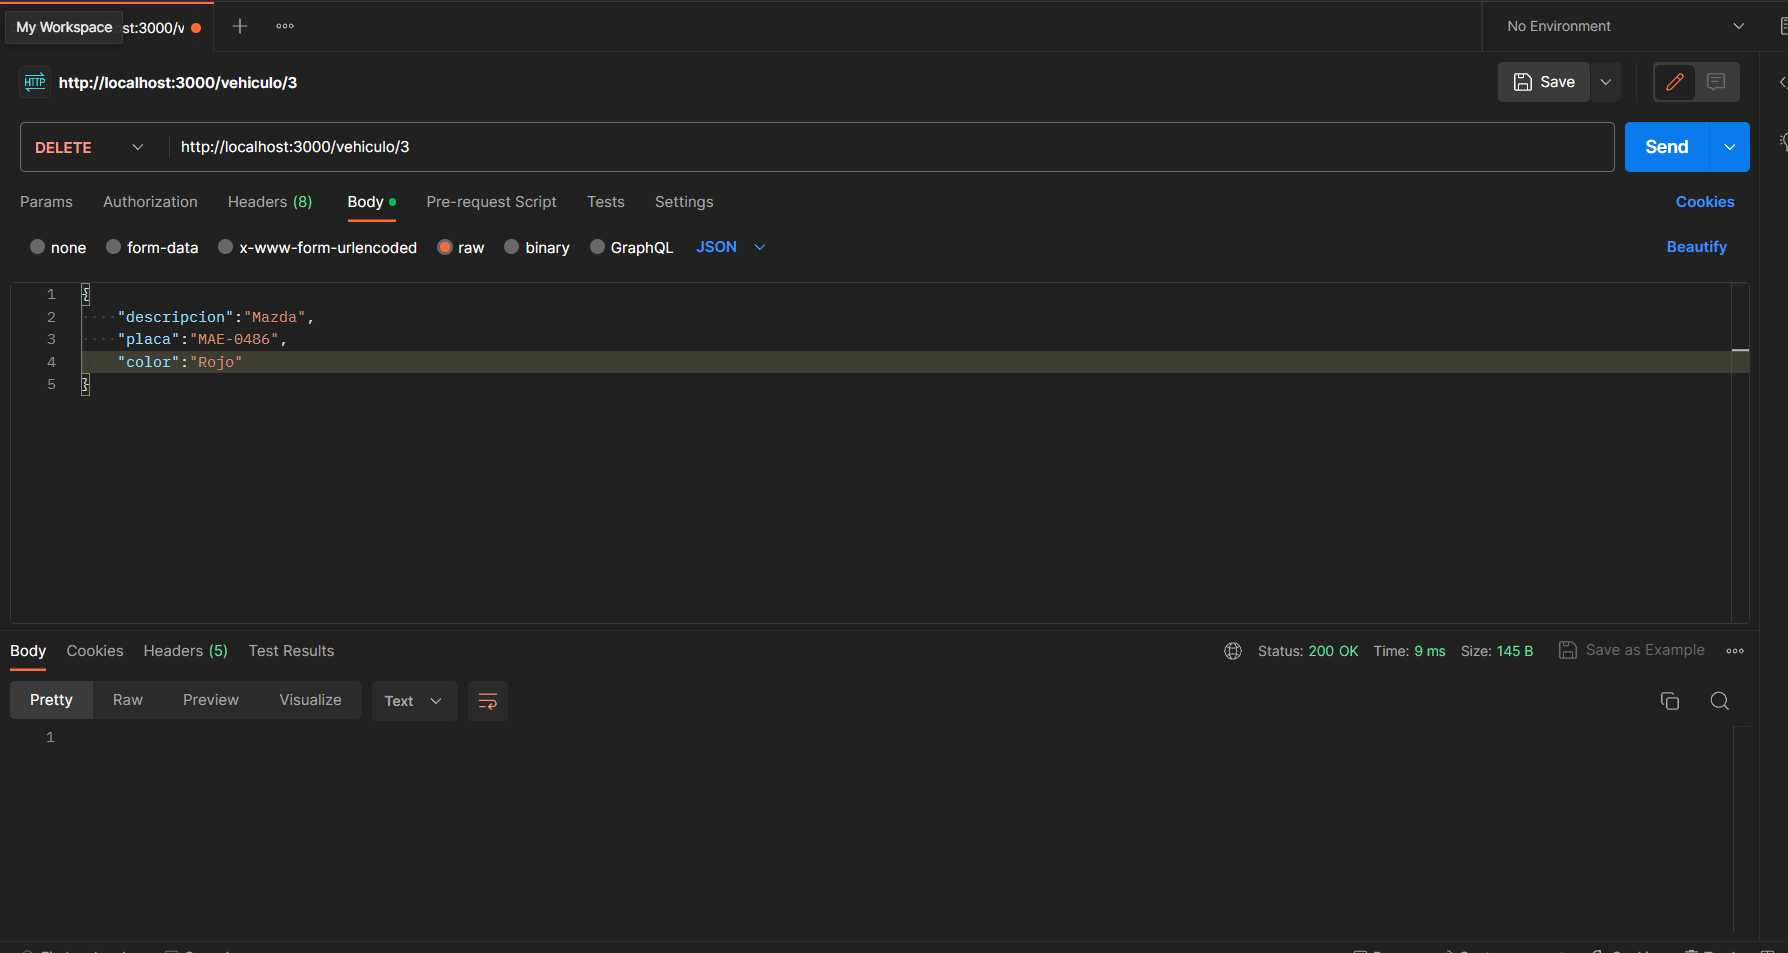 My Workspace st:3000/v
No Environment
HTTP http://localhost:3000/vehiculo/3
Save
DELETE http://localhost:3000/vehiculo/3
Send
Params Authorization Headers (8) Body Pre-request Script Tests Settings Cookies
none form-data x-www-form-urlencoded raw binary GraphQL JSON Beautify
1 {
2 "descripcion":"Mazda",
3 "placa":"MAE-0486",
4 "color":"Rojo"
5 }
Body Cookies Headers (5) Test Results Status: 200 OK Time: 9 ms Size: 145 B Save as Example
Pretty Raw Preview Visualize Text
1